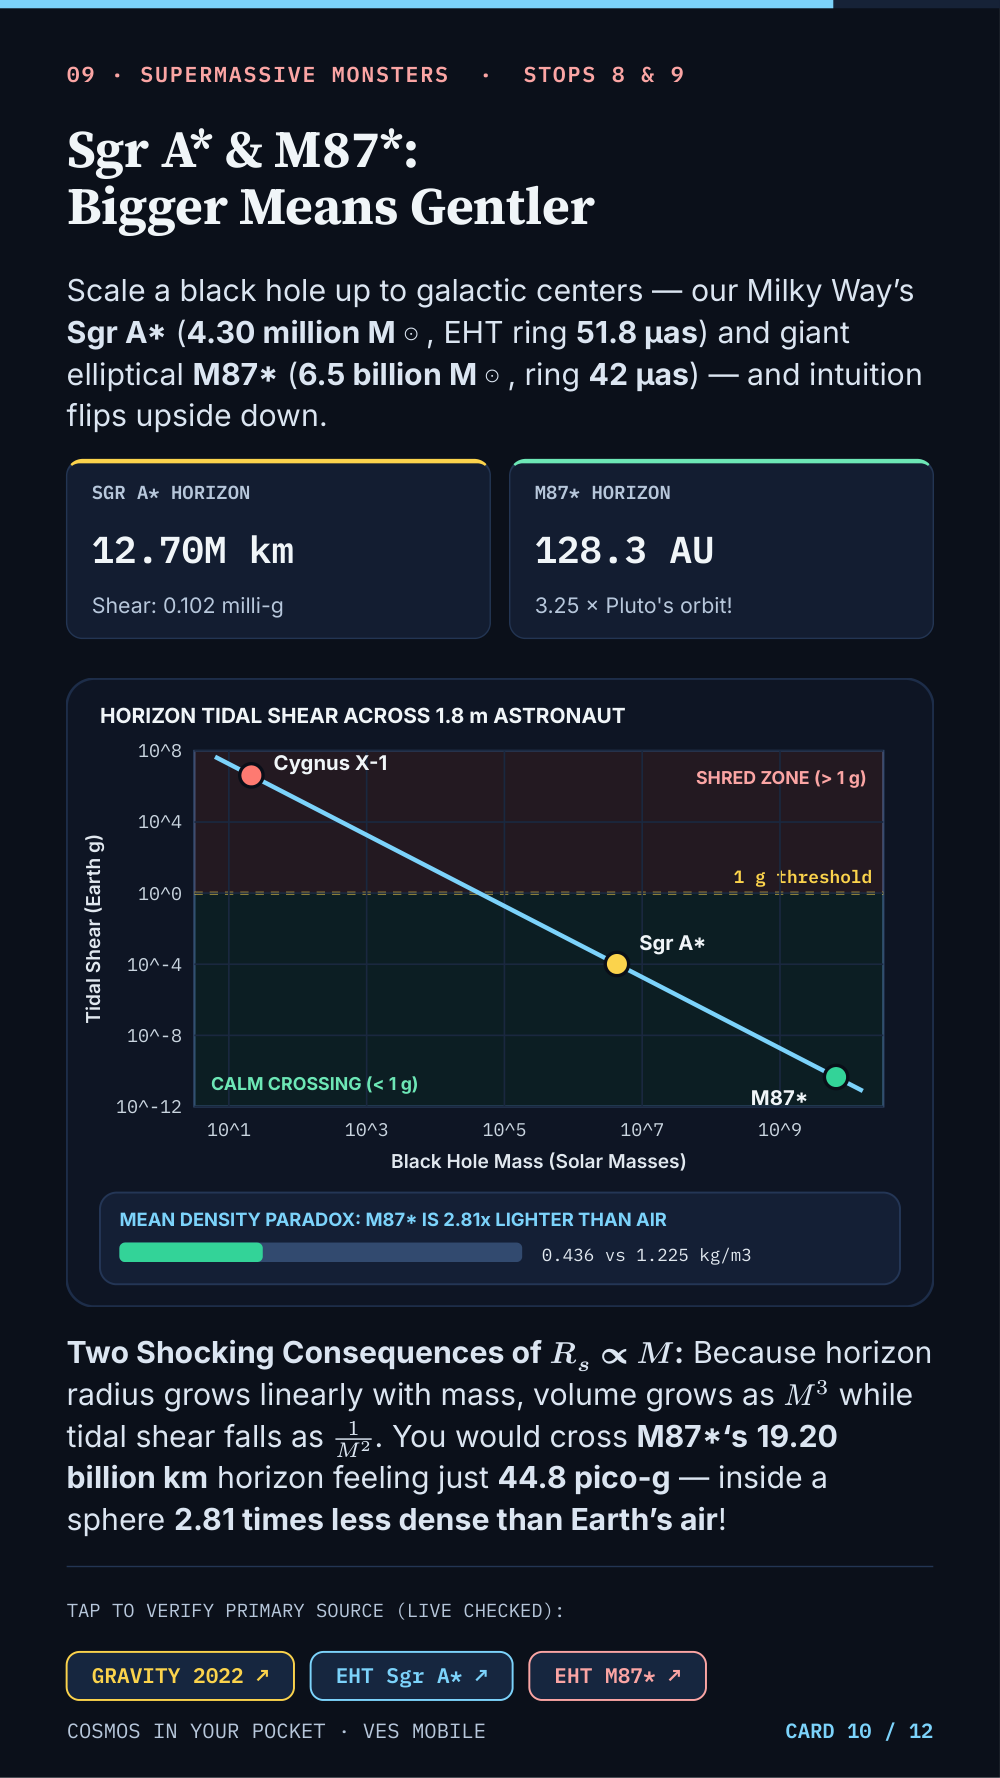 09 · SUPERMASSIVE MONSTERS · STOPS 8 & 9
Sgr A* & M87*:
Bigger Means Gentler
Scale a black hole up to galactic centers — our Milky Way’s
Sgr A* (4.30 million M☉, EHT ring 51.8 µas) and giant
elliptical M87* (6.5 billion M☉, ring 42 µas) — and intuition
flips upside down.
SGR A* HORIZON
12.70M km
Shear: 0.102 milli-g
M87* HORIZON
128.3 AU
3.25 × Pluto's orbit!
HORIZON TIDAL SHEAR ACROSS 1.8 m ASTRONAUT
10^8
10^4
10^0
10^-4
10^-8
10^-12
Tidal Shear (Earth g)
Cygnus X-1
SHRED ZONE (> 1 g)
1 g threshold
Sgr A*
CALM CROSSING (< 1 g)
M87*
10^1
10^3
10^5
10^7
10^9
Black Hole Mass (Solar Masses)
MEAN DENSITY PARADOX: M87* IS 2.81x LIGHTER THAN AIR
0.436 vs 1.225 kg/m3
Two Shocking Consequences of R_s ∝ M: Because horizon
radius grows linearly with mass, volume grows as M³ while
tidal shear falls as 1/M². You would cross M87*‘s 19.20
billion km horizon feeling just 44.8 pico-g — inside a
sphere 2.81 times less dense than Earth’s air!
TAP TO VERIFY PRIMARY SOURCE (LIVE CHECKED):
GRAVITY 2022 ↗
EHT Sgr A* ↗
EHT M87* ↗
COSMOS IN YOUR POCKET · VES MOBILE
CARD 10 / 12